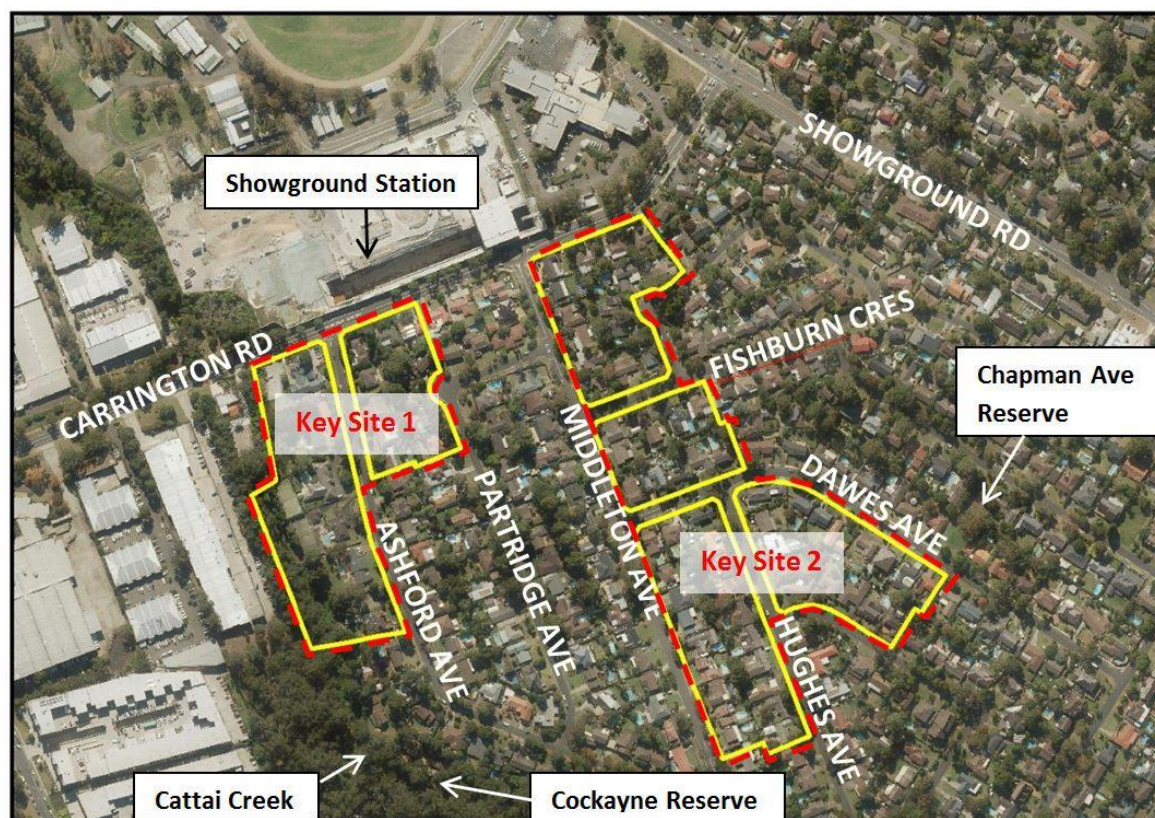 SHOWGROUND RD
Showground Station
FISHBURN CRES
CARRINGTON RD
Chapman Ave
Reserve
Key Site 1
MIDDLETON AVE
DAWES AVE
PARTRIDGE AVE
ASHFORD AVE
Key Site 2
HUGHES AVE
Cattai Creek
Cockayne Reserve